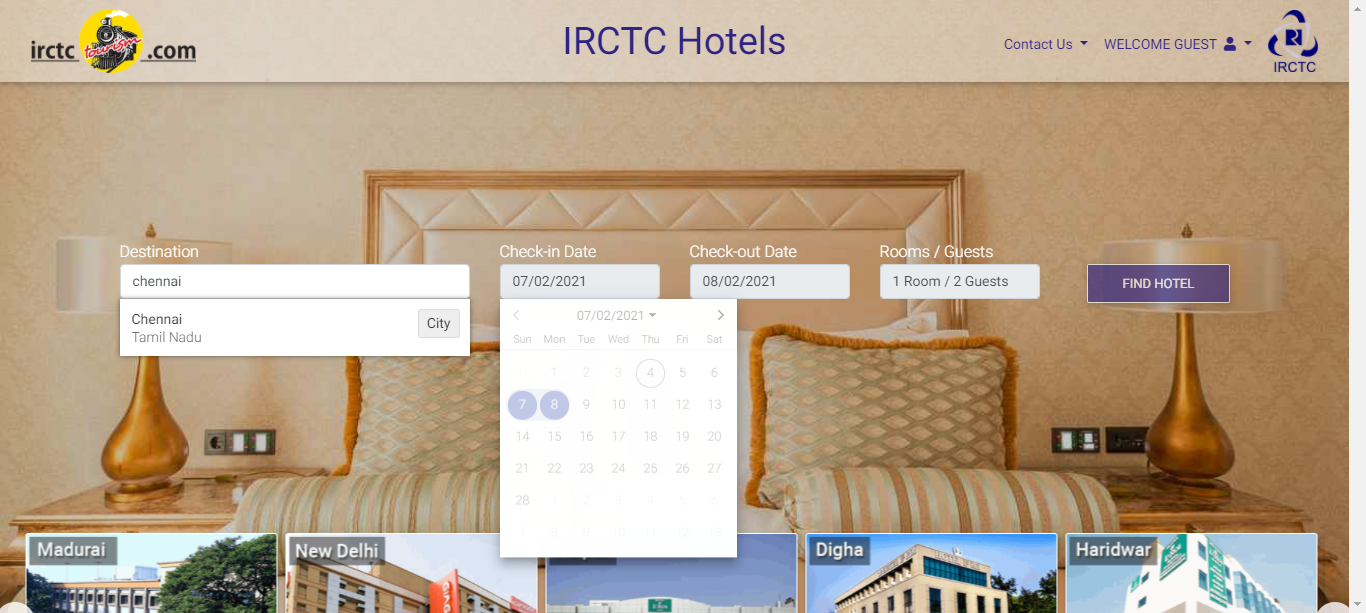 irctc tourism .com
IRCTC Hotels
Contact Us
WELCOME GUEST
IRCTC
Destination
Check-in Date
Check-out Date
Rooms / Guests
chennai
07/02/2021
08/02/2021
1 Room / 2 Guests
FIND HOTEL
Chennai
Tamil Nadu
City
07/02/2021
Sun Mon Tue Wed Thu Fri Sat
1 2 3 4 5 6
7 8 9 10 11 12 13
14 15 16 17 18 19 20
21 22 23 24 25 26 27
28 1 2 3 4 5 6
7 8 9 10 11 12 13
Madurai
New Delhi
Digha
Haridwar